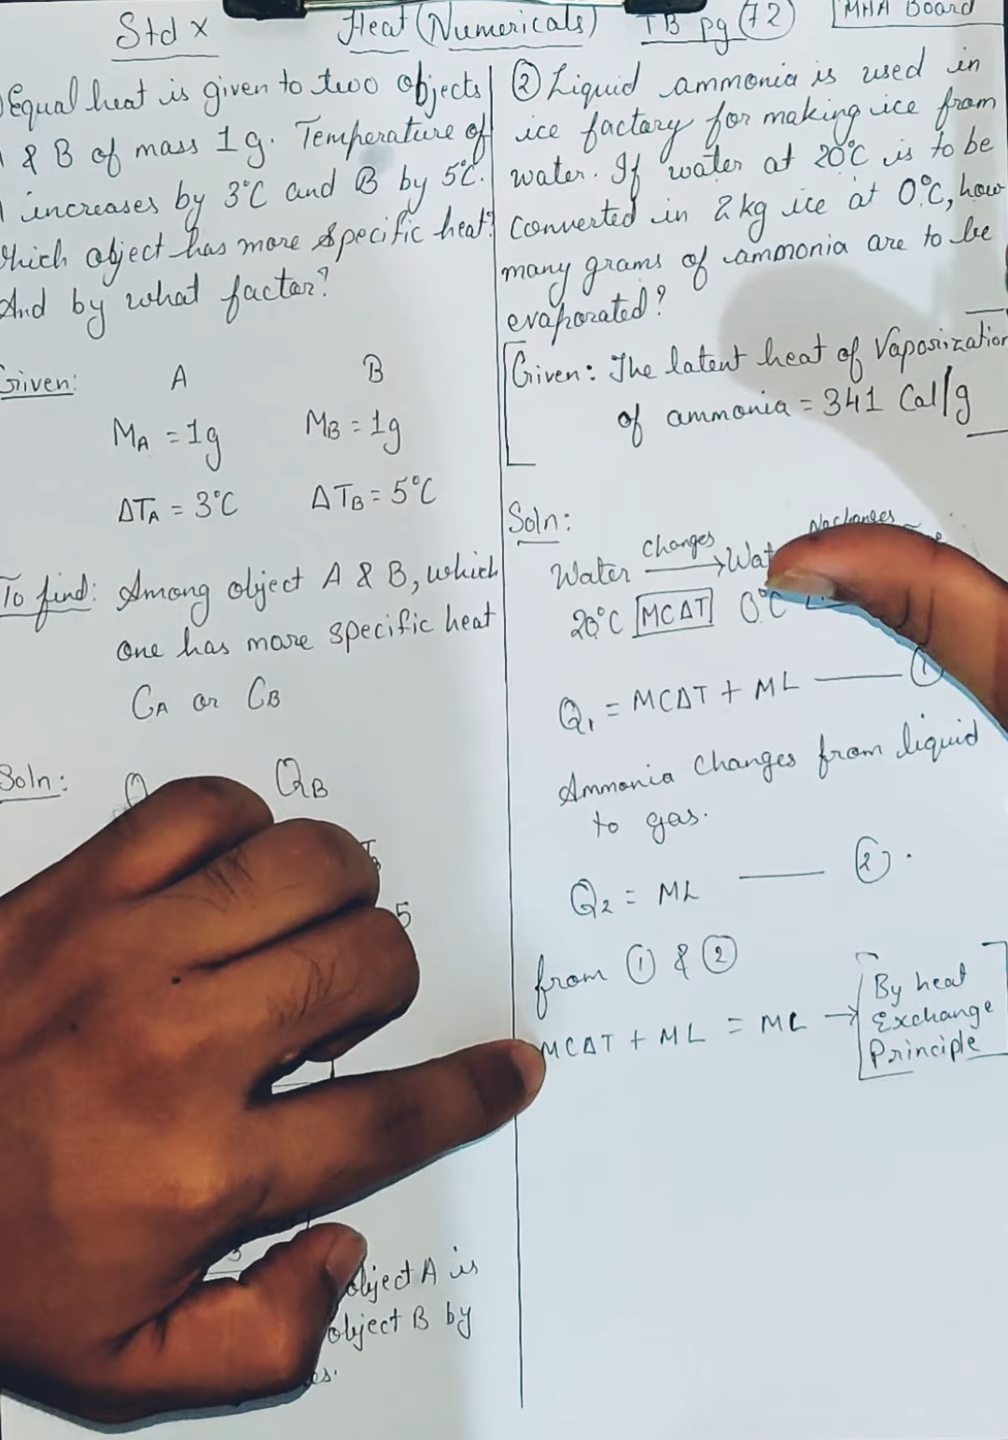 Std X
Heat (Numericals)
TB pg (72)
MHA Board
Equal heat is given to two objects
& B of mass 1g. Temperature of
increases by 3°C and B by 5°C.
which object has more specific heat?
And by what factor?
Given:
A
B
MA = 1g
MB = 1g
ΔTA = 3°C
ΔTB = 5°C
To find: Among object A & B, which
one has more specific heat
CA or CB
Soln:
QB
5
3
object A is
object B by
② Liquid ammonia is used in
ice factory for making ice from
water. If water at 20°C is to be
converted in 2 kg ice at 0°C, how
many grams of ammonia are to be
evaporated?
Given: The latent heat of Vaporization
of ammonia = 341 Cal/g
Soln:
Water changes → Wat
20°C MCΔT 0°C
Q1 = MCΔT + ML —— ①
Ammonia changes from liquid
to gas.
Q2 = ML —— ②.
from ① & ②
MCΔT + ML = ML →
By heat
Exchange
Principle